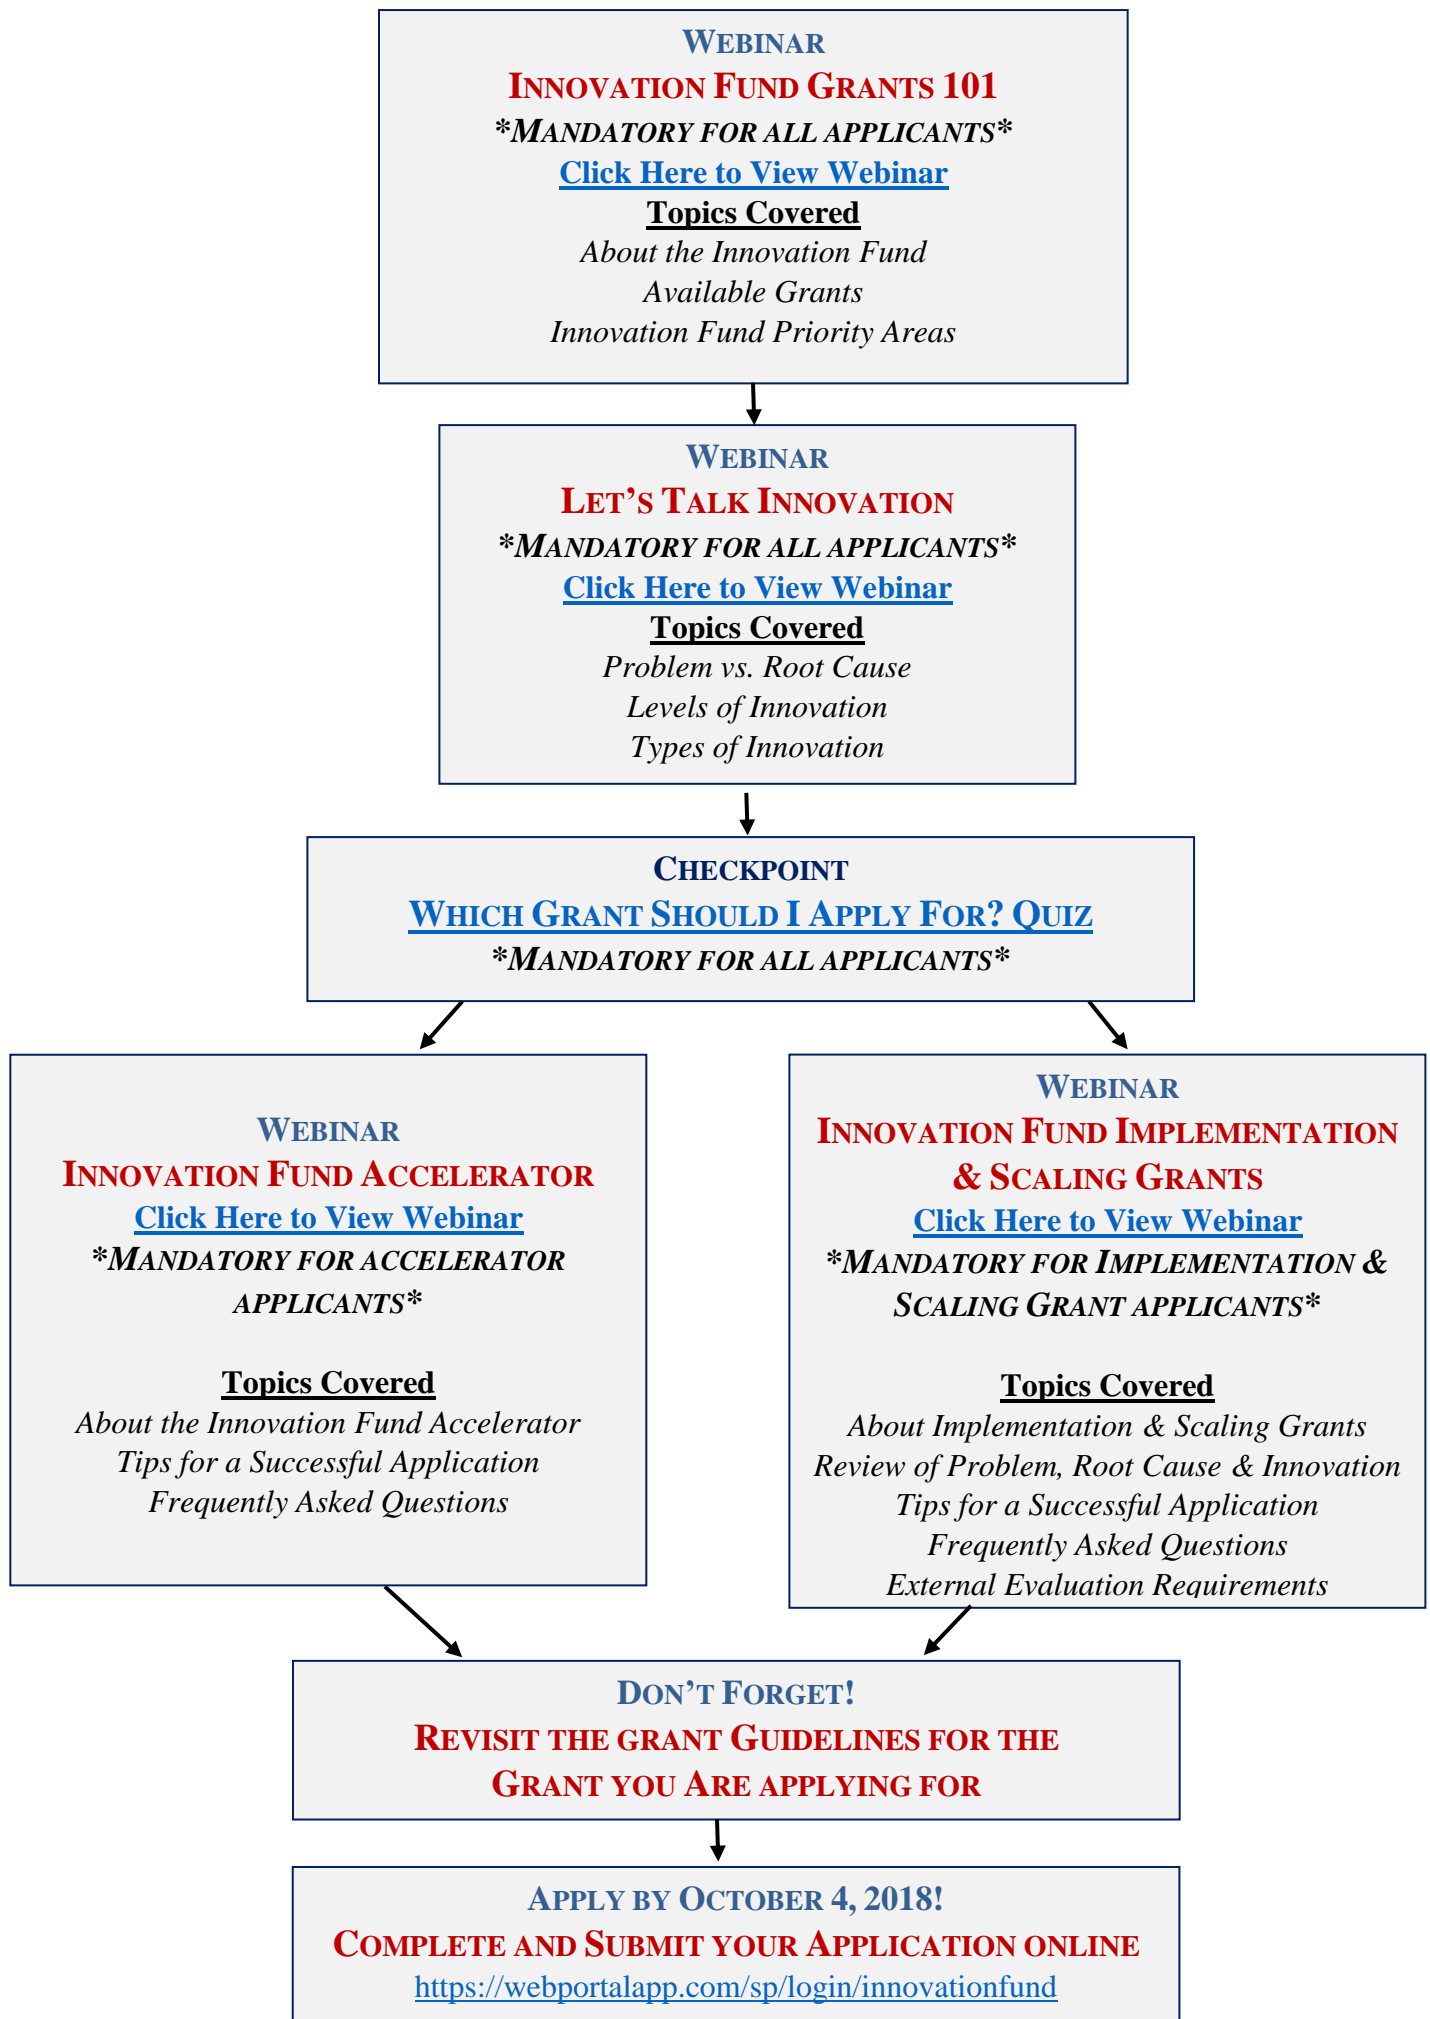 WEBINAR
INNOVATION FUND GRANTS 101
*MANDATORY FOR ALL APPLICANTS*
Click Here to View Webinar
Topics Covered
About the Innovation Fund
Available Grants
Innovation Fund Priority Areas
WEBINAR
LET'S TALK INNOVATION
*MANDATORY FOR ALL APPLICANTS*
Click Here to View Webinar
Topics Covered
Problem vs. Root Cause
Levels of Innovation
Types of Innovation
CHECKPOINT
WHICH GRANT SHOULD I APPLY FOR? QUIZ
*MANDATORY FOR ALL APPLICANTS*
WEBINAR
INNOVATION FUND ACCELERATOR
Click Here to View Webinar
*MANDATORY FOR ACCELERATOR
APPLICANTS*
Topics Covered
About the Innovation Fund Accelerator
Tips for a Successful Application
Frequently Asked Questions
WEBINAR
INNOVATION FUND IMPLEMENTATION
& SCALING GRANTS
Click Here to View Webinar
*MANDATORY FOR IMPLEMENTATION &
SCALING GRANT APPLICANTS*
Topics Covered
About Implementation & Scaling Grants
Review of Problem, Root Cause & Innovation
Tips for a Successful Application
Frequently Asked Questions
External Evaluation Requirements
DON'T FORGET!
REVISIT THE GRANT GUIDELINES FOR THE
GRANT YOU ARE APPLYING FOR
APPLY BY OCTOBER 4, 2018!
COMPLETE AND SUBMIT YOUR APPLICATION ONLINE
https://webportalapp.com/sp/login/innovationfund